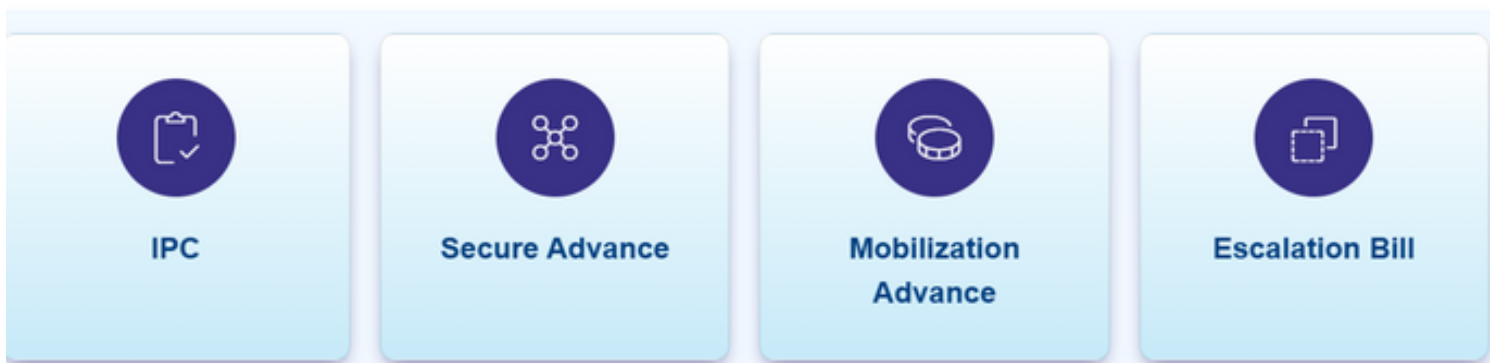 IPC
Secure Advance
Mobilization
Advance
Escalation Bill